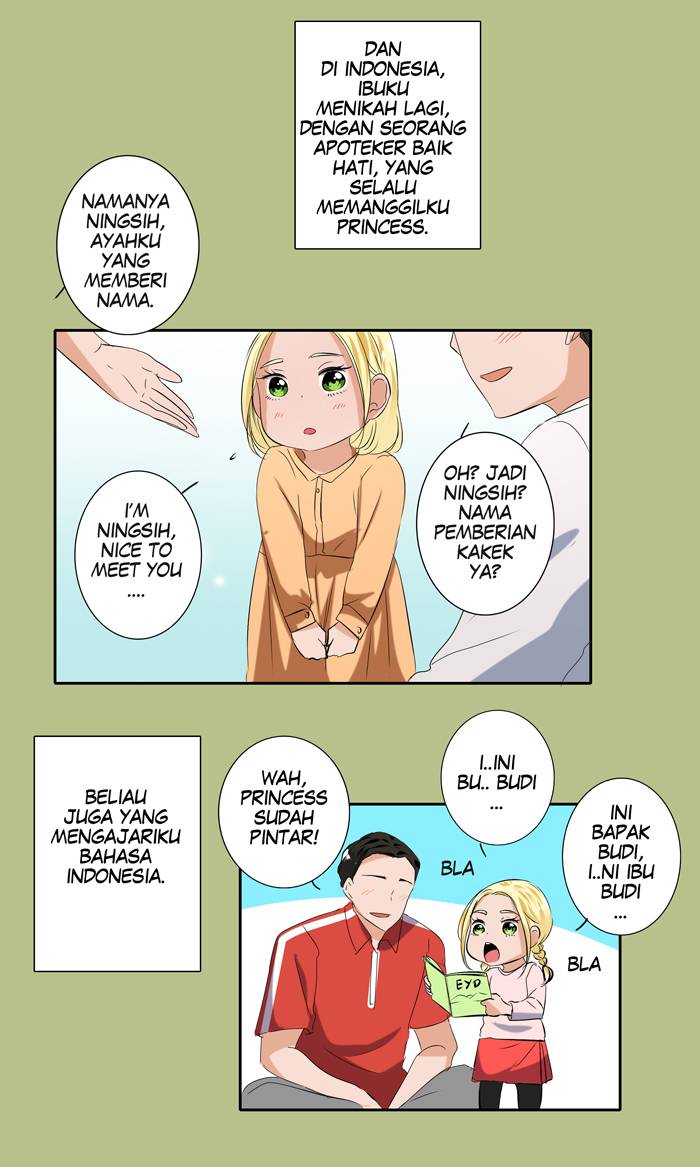 DAN
DI INDONESIA,
IBUKU
MENIKAH LAGI,
DENGAN SEORANG
APOTEKER BAIK
HATI, YANG
SELALU
MEMANGGILKU
PRINCESS.
NAMANYA
NINGSIH,
AYAHKU
YANG
MEMBERI
NAMA.
OH? JADI
NINGSIH?
NAMA
PEMBERIAN
KAKEK
YA?
I'M
NINGSIH,
NICE TO
MEET YOU
....
BELIAU
JUGA YANG
MENGAJARIKU
BAHASA
INDONESIA.
WAH,
PRINCESS
SUDAH
PINTAR!
I..INI
BU.. BUDI
...
INI
BAPAK
BUDI,
I..NI IBU
BUDI
...
BLA
BLA
EYD